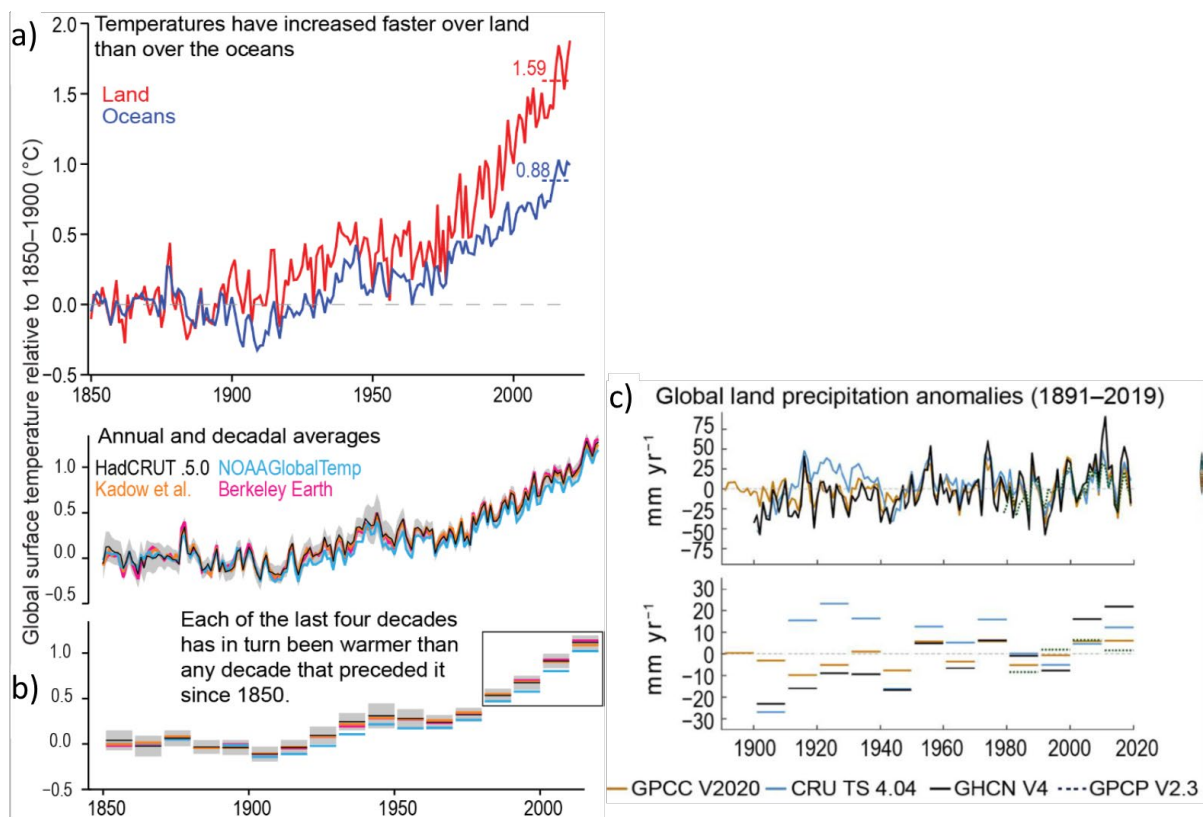 a)
Temperatures have increased faster over land
than over the oceans
Land
Oceans
1.59
0.88
Global surface temperature relative to 1850–1900 (°C)
2.0
1.5
1.0
0.5
0.0
−0.5
1850
1900
1950
2000
Annual and decadal averages
HadCRUT .5.0 NOAAGlobalTemp
Kadow et al. Berkeley Earth
1.0
0.5
0.0
−0.5
b)
Each of the last four decades
has in turn been warmer than
any decade that preceded it
since 1850.
1.0
0.5
0.0
−0.5
1850
1900
1950
2000
c)
Global land precipitation anomalies (1891–2019)
mm yr⁻¹
75
50
25
0
−25
−50
−75
mm yr⁻¹
20
10
0
−10
−20
−30
30
1900
1920
1940
1960
1980
2000
2020
GPCC V2020 CRU TS 4.04 GHCN V4 GPCP V2.3